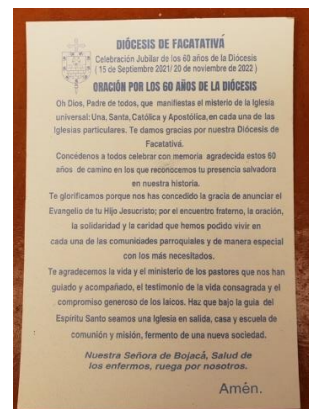 DIÓCESIS DE FACATATIVÁ
Celebración Jubilar de los 60 años de la Diócesis
( 15 de Septiembre 2021/ 20 de noviembre de 2022 )
ORACIÓN POR LOS 60 AÑOS DE LA DIÓCESIS
Oh Dios, Padre de todos, que manifiestas el misterio de la Iglesia
universal: Una, Santa, Católica y Apostólica, en cada una de las
Iglesias particulares. Te damos gracias por nuestra Diócesis de
Facatativá.
Concédenos a todos celebrar con memoria agradecida estos 60
años de camino en los que reconocemos tu presencia salvadora
en nuestra historia.
Te glorificamos porque nos has concedido la gracia de anunciar el
Evangelio de tu Hijo Jesucristo; por el encuentro fraterno, la oración,
la solidaridad y la caridad que hemos podido vivir en
cada una de las comunidades parroquiales y de manera especial
con los más necesitados.
Te agradecemos la vida y el ministerio de los pastores que nos han
guiado y acompañado, el testimonio de la vida consagrada y el
compromiso generoso de los laicos. Haz que bajo la guia del
Espíritu Santo seamos una Iglesia en salida, casa y escuela de
comunión y misión, fermento de una nueva sociedad.
Nuestra Señora de Bojacá, Salud de
los enfermos, ruega por nosotros.
Amén.